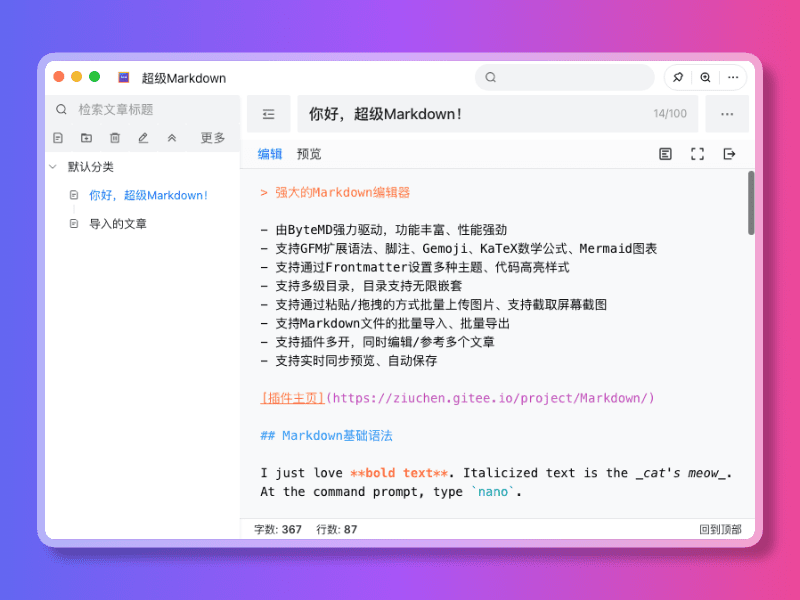 超级Markdown
检索文章标题
更多
默认分类
你好，超级Markdown！
导入的文章
你好，超级Markdown！
14/100
编辑 预览
> 强大的Markdown编辑器
- 由ByteMD强力驱动，功能丰富、性能强劲
- 支持GFM扩展语法、脚注、Gemoji、KaTeX数学公式、Mermaid图表
- 支持通过Frontmatter设置多种主题、代码高亮样式
- 支持多级目录，目录支持无限嵌套
- 支持通过粘贴/拖拽的方式批量上传图片、支持截取屏幕截图
- 支持Markdown文件的批量导入、批量导出
- 支持插件多开，同时编辑/参考多个文章
- 支持实时同步预览、自动保存
[插件主页](https://ziuchen.gitee.io/project/Markdown/)
## Markdown基础语法
I just love **bold text**. Italicized text is the _cat's meow_.
At the command prompt, type `nano`.
字数: 367 行数: 87
回到顶部